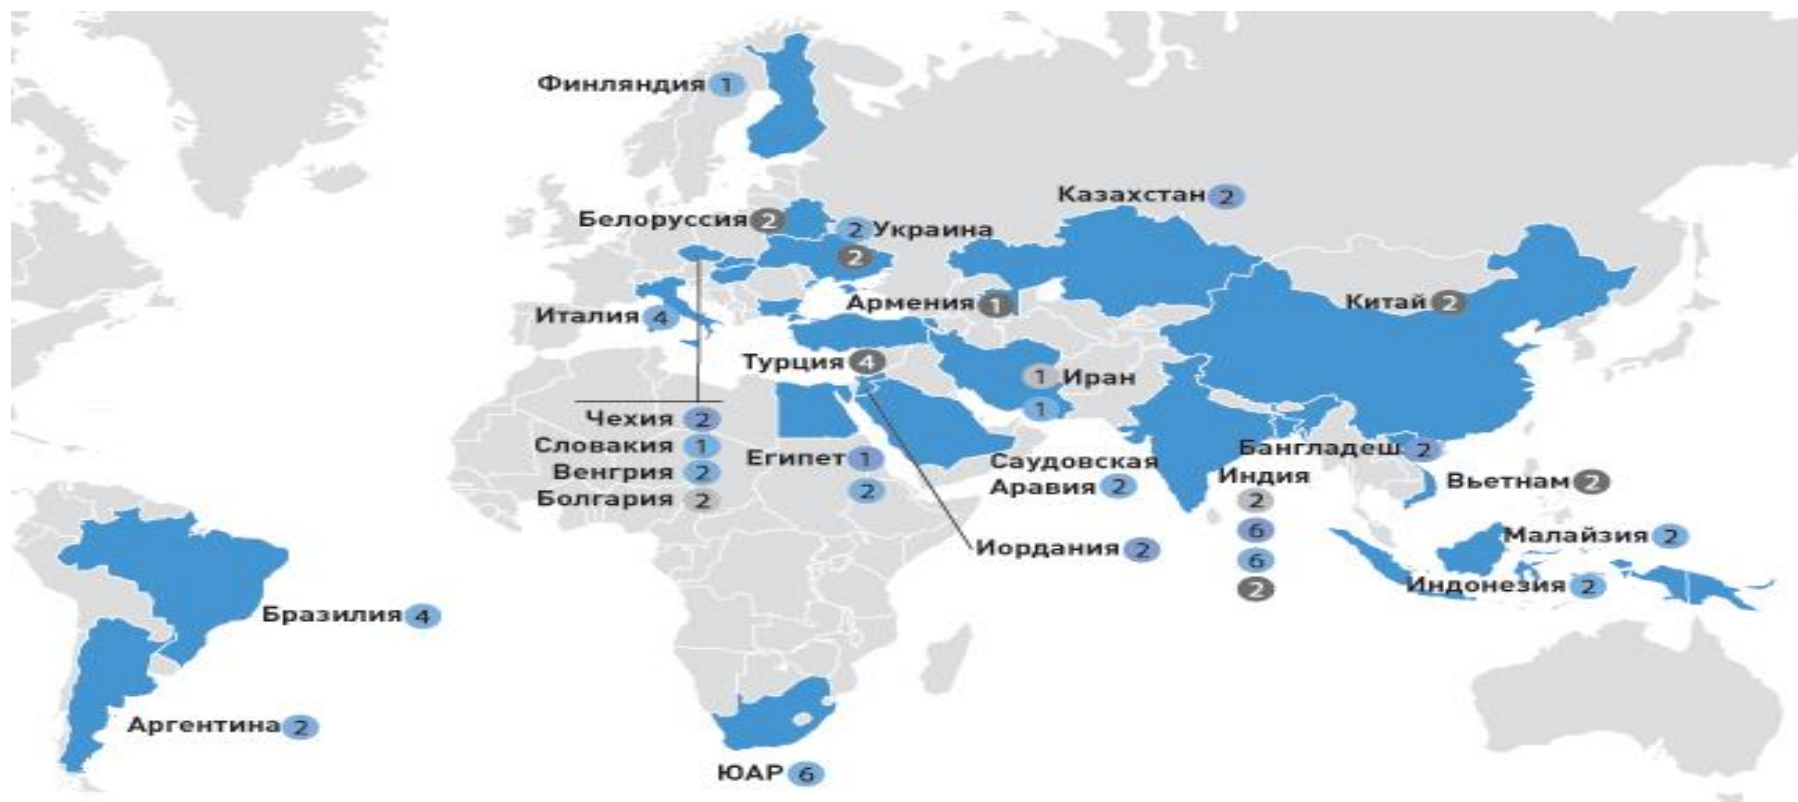 Финляндия 1
Казахстан 2
Белоруссия 2
2 Украина
2
Армения 1
Китай 2
Италия 4
Турция 4
1 Иран
1
Чехия 2
Словакия 1
Венгрия 2
Болгария 2
Египет 1
2
Саудовская
Аравия 2
Бангладеш 2
Индия
2
6
6
2
Вьетнам 2
Малайзия 2
Иордания 2
Индонезия 2
Бразилия 4
Аргентина 2
ЮАР 6